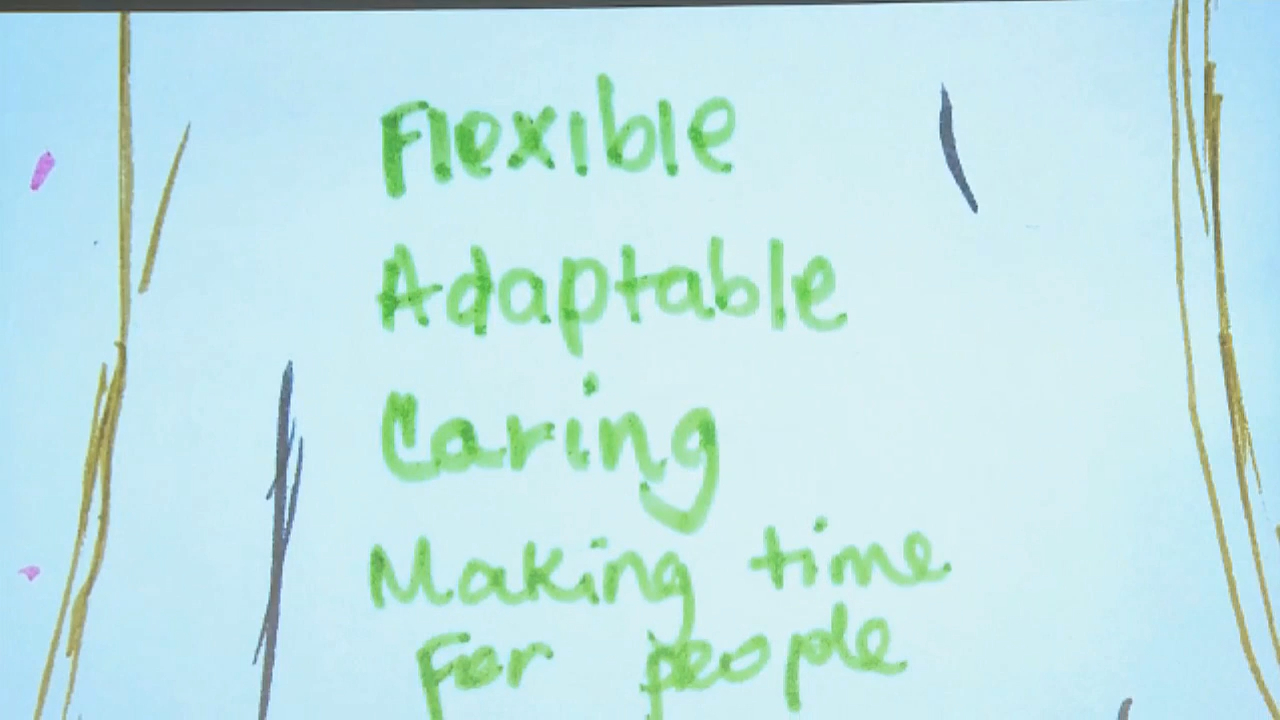 Flexible
Adaptable
Caring
Making time
For people